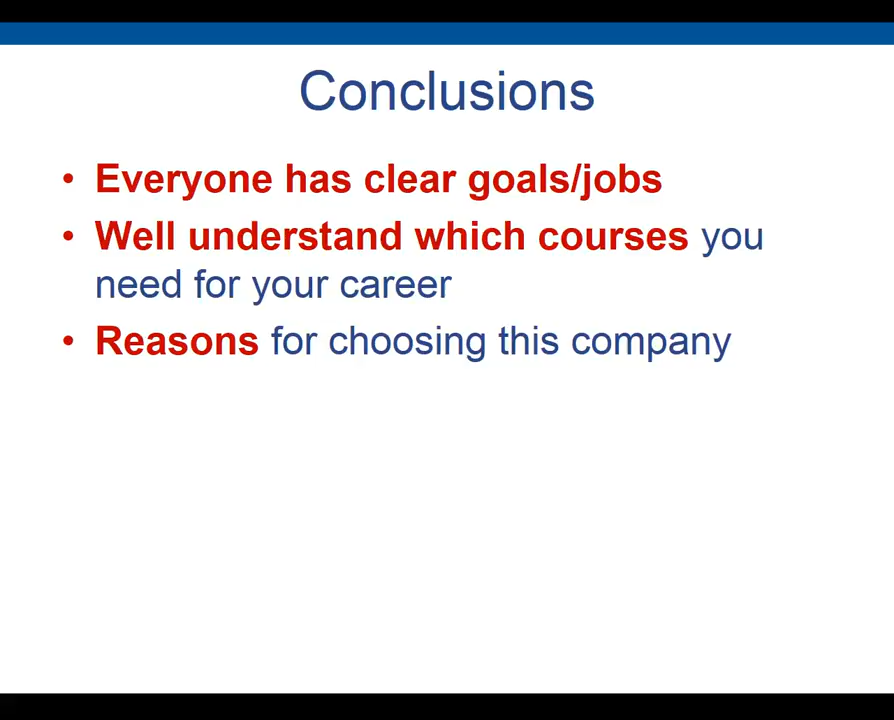 Conclusions
• Everyone has clear goals/jobs
• Well understand which courses you
need for your career
• Reasons for choosing this company